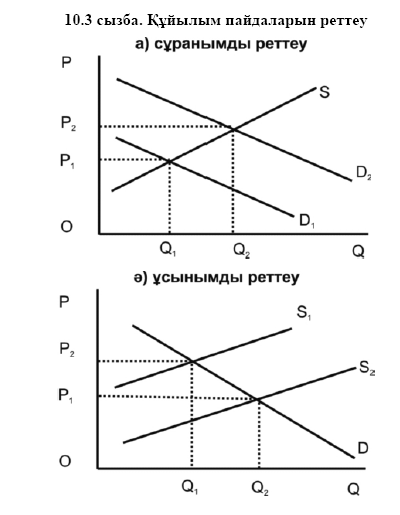 10.3 сызба. Құйылым пайдаларын реттеу
а) сұранымды реттеу
P
S
P₂
P₁
D₂
D₁
O
Q₁
Q₂
Q
ә) ұсынымды реттеу
P
S₁
P₂
S₂
P₁
D
O
Q₁
Q₂
Q